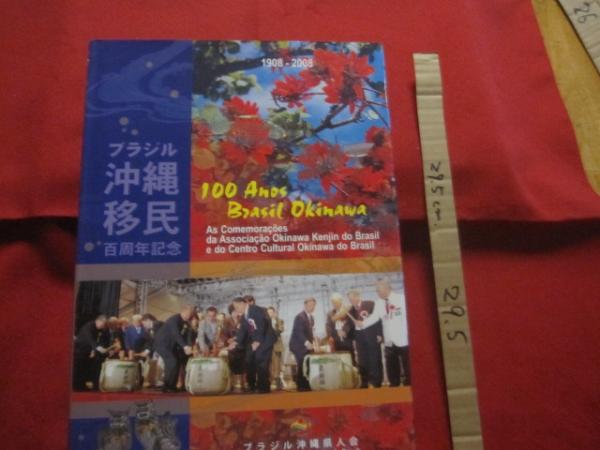 1908 - 2008
ブラジル
沖縄
移民
百周年記念
100 Anos
Brasil Okinawa
As Comemorações
da Associação Okinawa Kenjin do Brasil
e do Centro Cultural Okinawa do Brasil
ブラジル沖縄県人会
29.5cm.
29.5